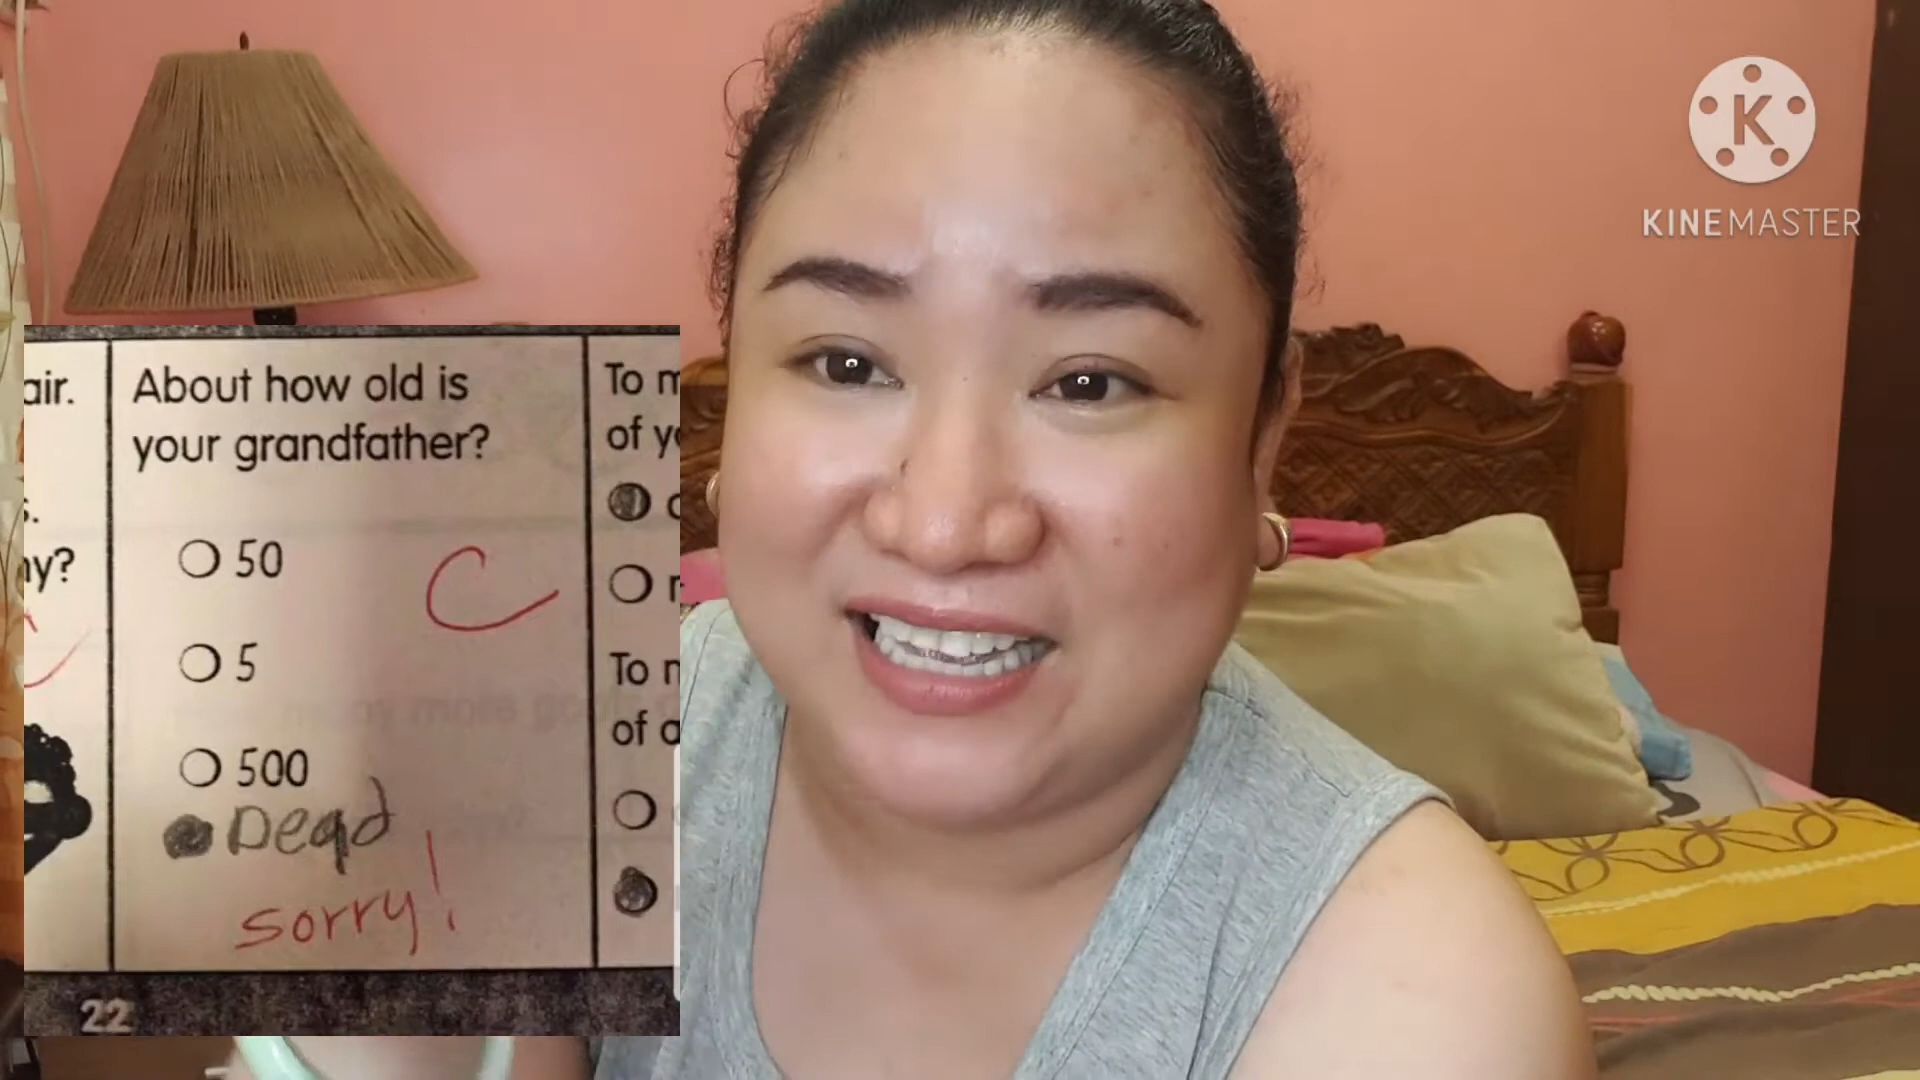 KINEMASTER
air.
About how old is
your grandfather?
To
of
50
5
500
Dead
sorry!
C
To
of
22